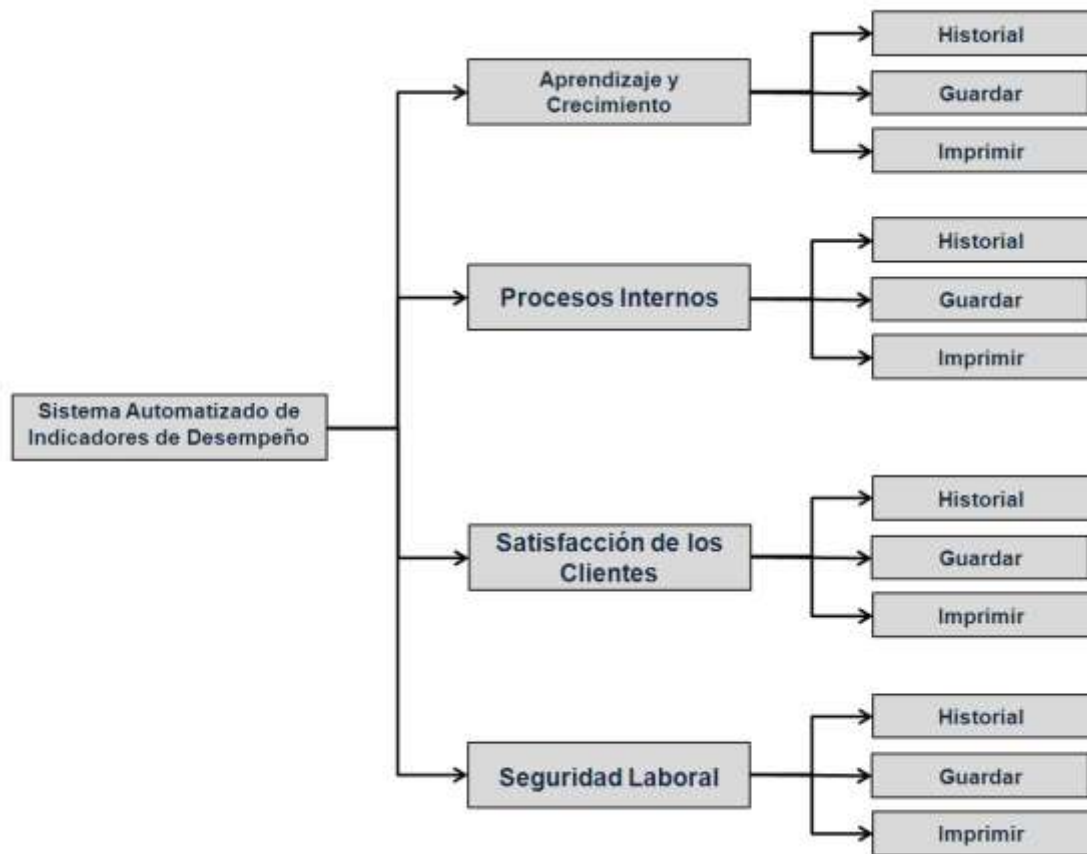 Sistema Automatizado de
Indicadores de Desempeño
Aprendizaje y
Crecimiento
Historial
Guardar
Imprimir
Procesos Internos
Historial
Guardar
Imprimir
Satisfacción de los
Clientes
Historial
Guardar
Imprimir
Seguridad Laboral
Historial
Guardar
Imprimir